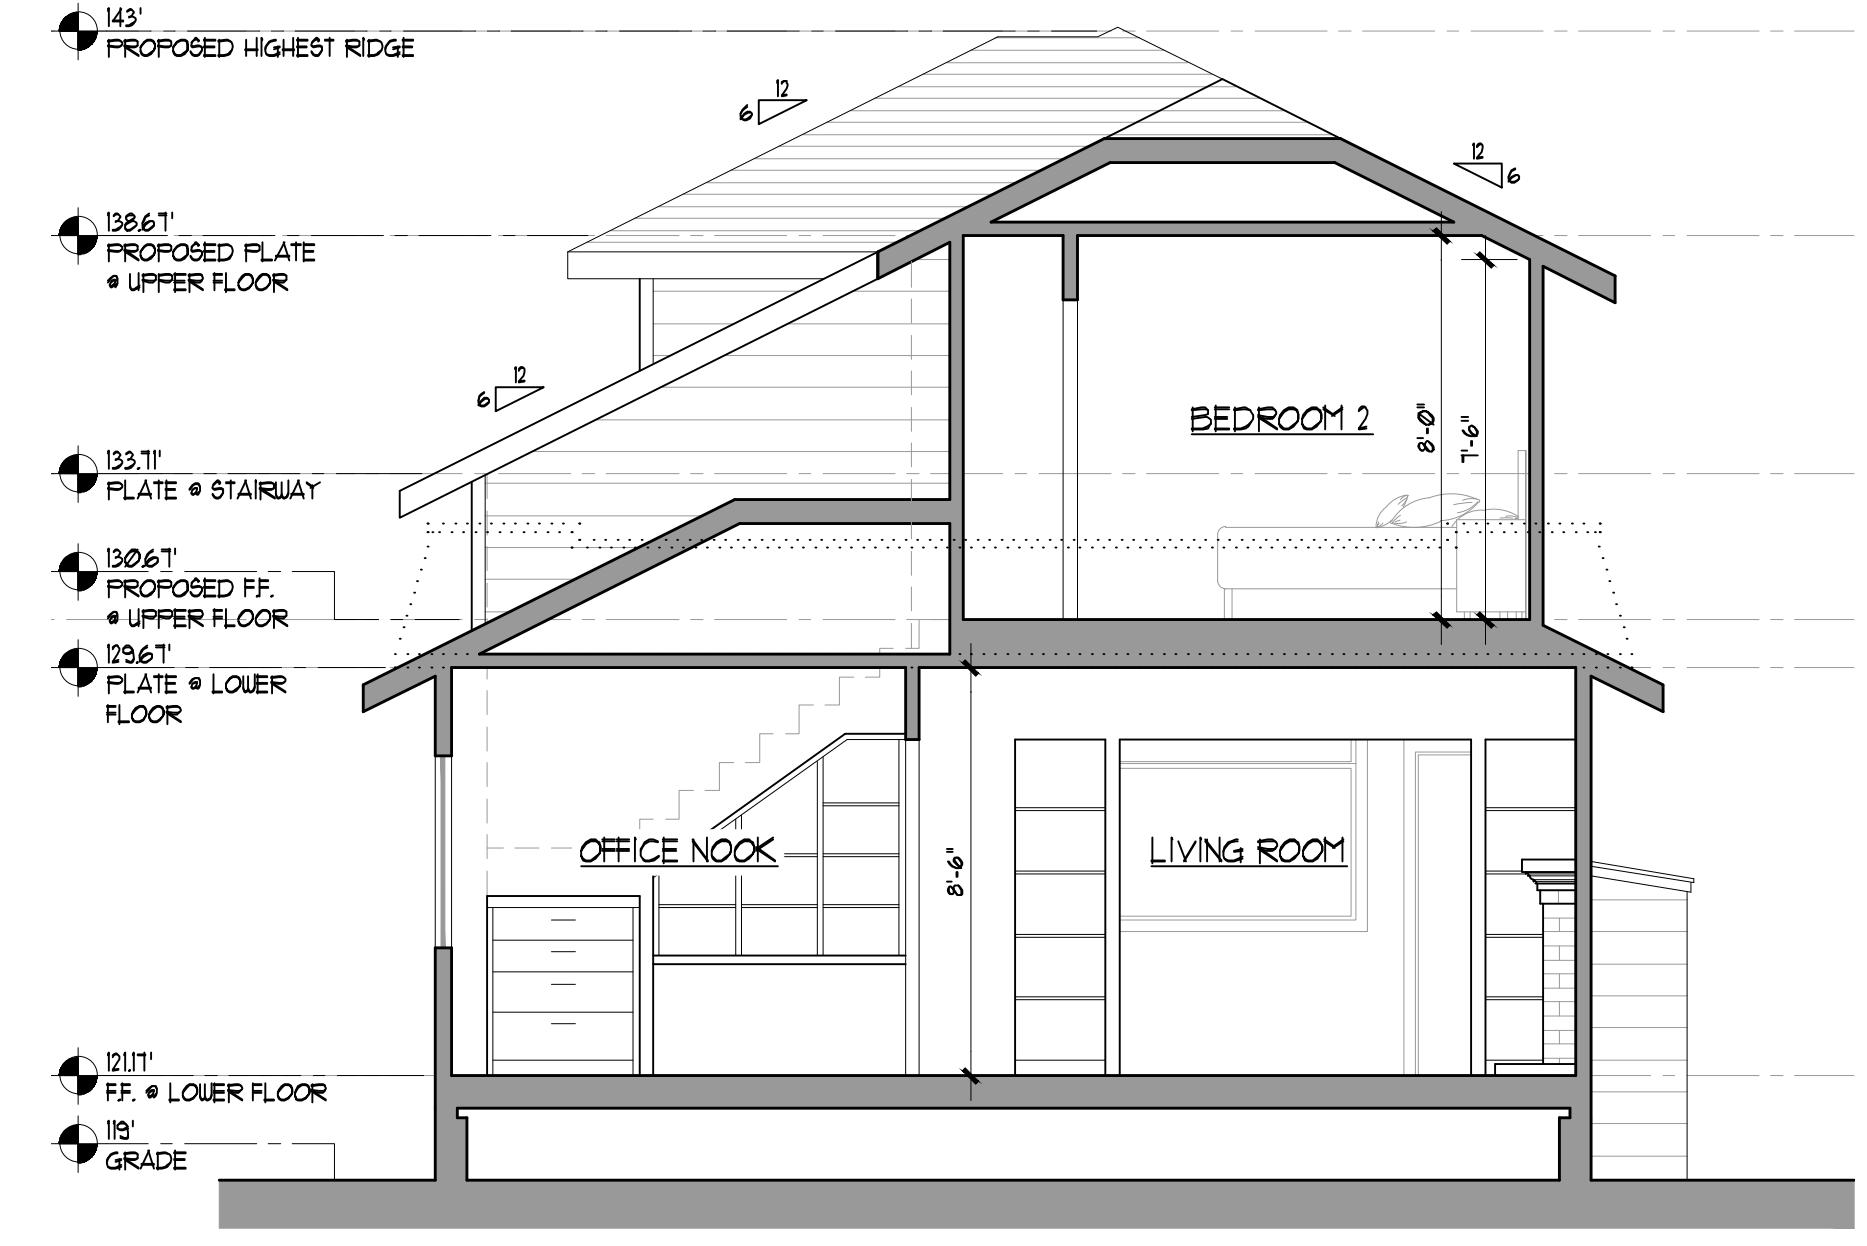 143'
PROPOSED HIGHEST RIDGE
12
6
12
6
138.67'
PROPOSED PLATE
@ UPPER FLOOR
12
6
BEDROOM 2
8'-0"
7'-6"
133.71'
PLATE @ STAIRWAY
130.67'
PROPOSED F.F.
@ UPPER FLOOR
129.67'
PLATE @ LOWER
FLOOR
OFFICE NOOK
8'-6"
LIVING ROOM
121.17'
F.F. @ LOWER FLOOR
119'
GRADE